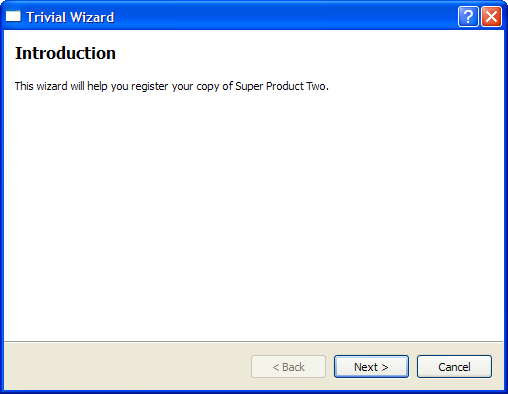 Trivial Wizard
Introduction
This wizard will help you register your copy of Super Product Two.
< Back Next > Cancel